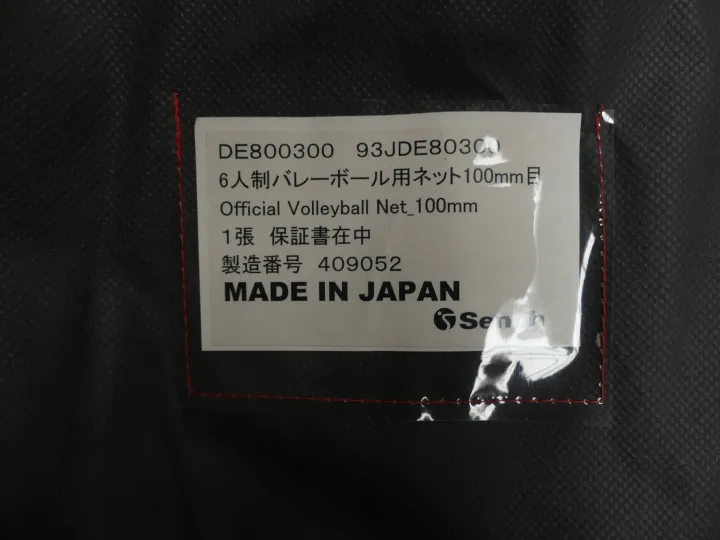 DE800300 93JDE80300
6人制バレーボール用ネット100mm目
Official Volleyball Net_100mm
1張 保証書在中
製造番号 409052
MADE IN JAPAN